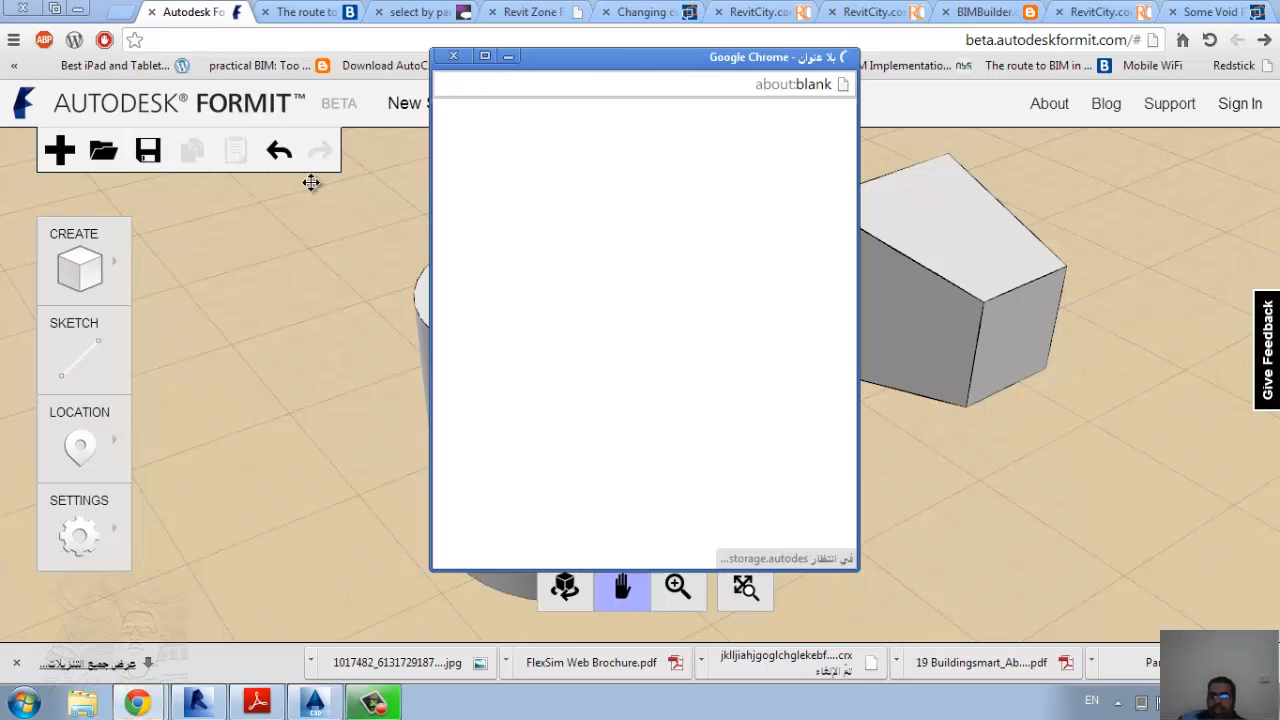 Autodesk Fo
The route to
select by pa
Revit Zone F
Changing c
RevitCity.co
RevitCity.co
BIMBuilder.c
RevitCity.co
Some Void F
beta.autodeskformit.com/#
«
Best iPad and Tablet...
practical BIM: Too ...
Download AutoC
M Implementatio...
The route to BIM in ...
Mobile WiFi
Redstick
بلا عنوان - Google Chrome
about:blank
AUTODESK® FORMIT™ BETA
New S
About
Blog
Support
Sign In
CREATE
SKETCH
LOCATION
SETTINGS
Give Feedback
في انتظار storage.autodes...
عرض جميع التنزيلات...
1017482_6131729187....jpg
FlexSim Web Brochure.pdf
jklljiahjgoglchglekebf....crx
تمّ الإلغاء
19 Buildingsmart_Ab....pdf
Par
EN